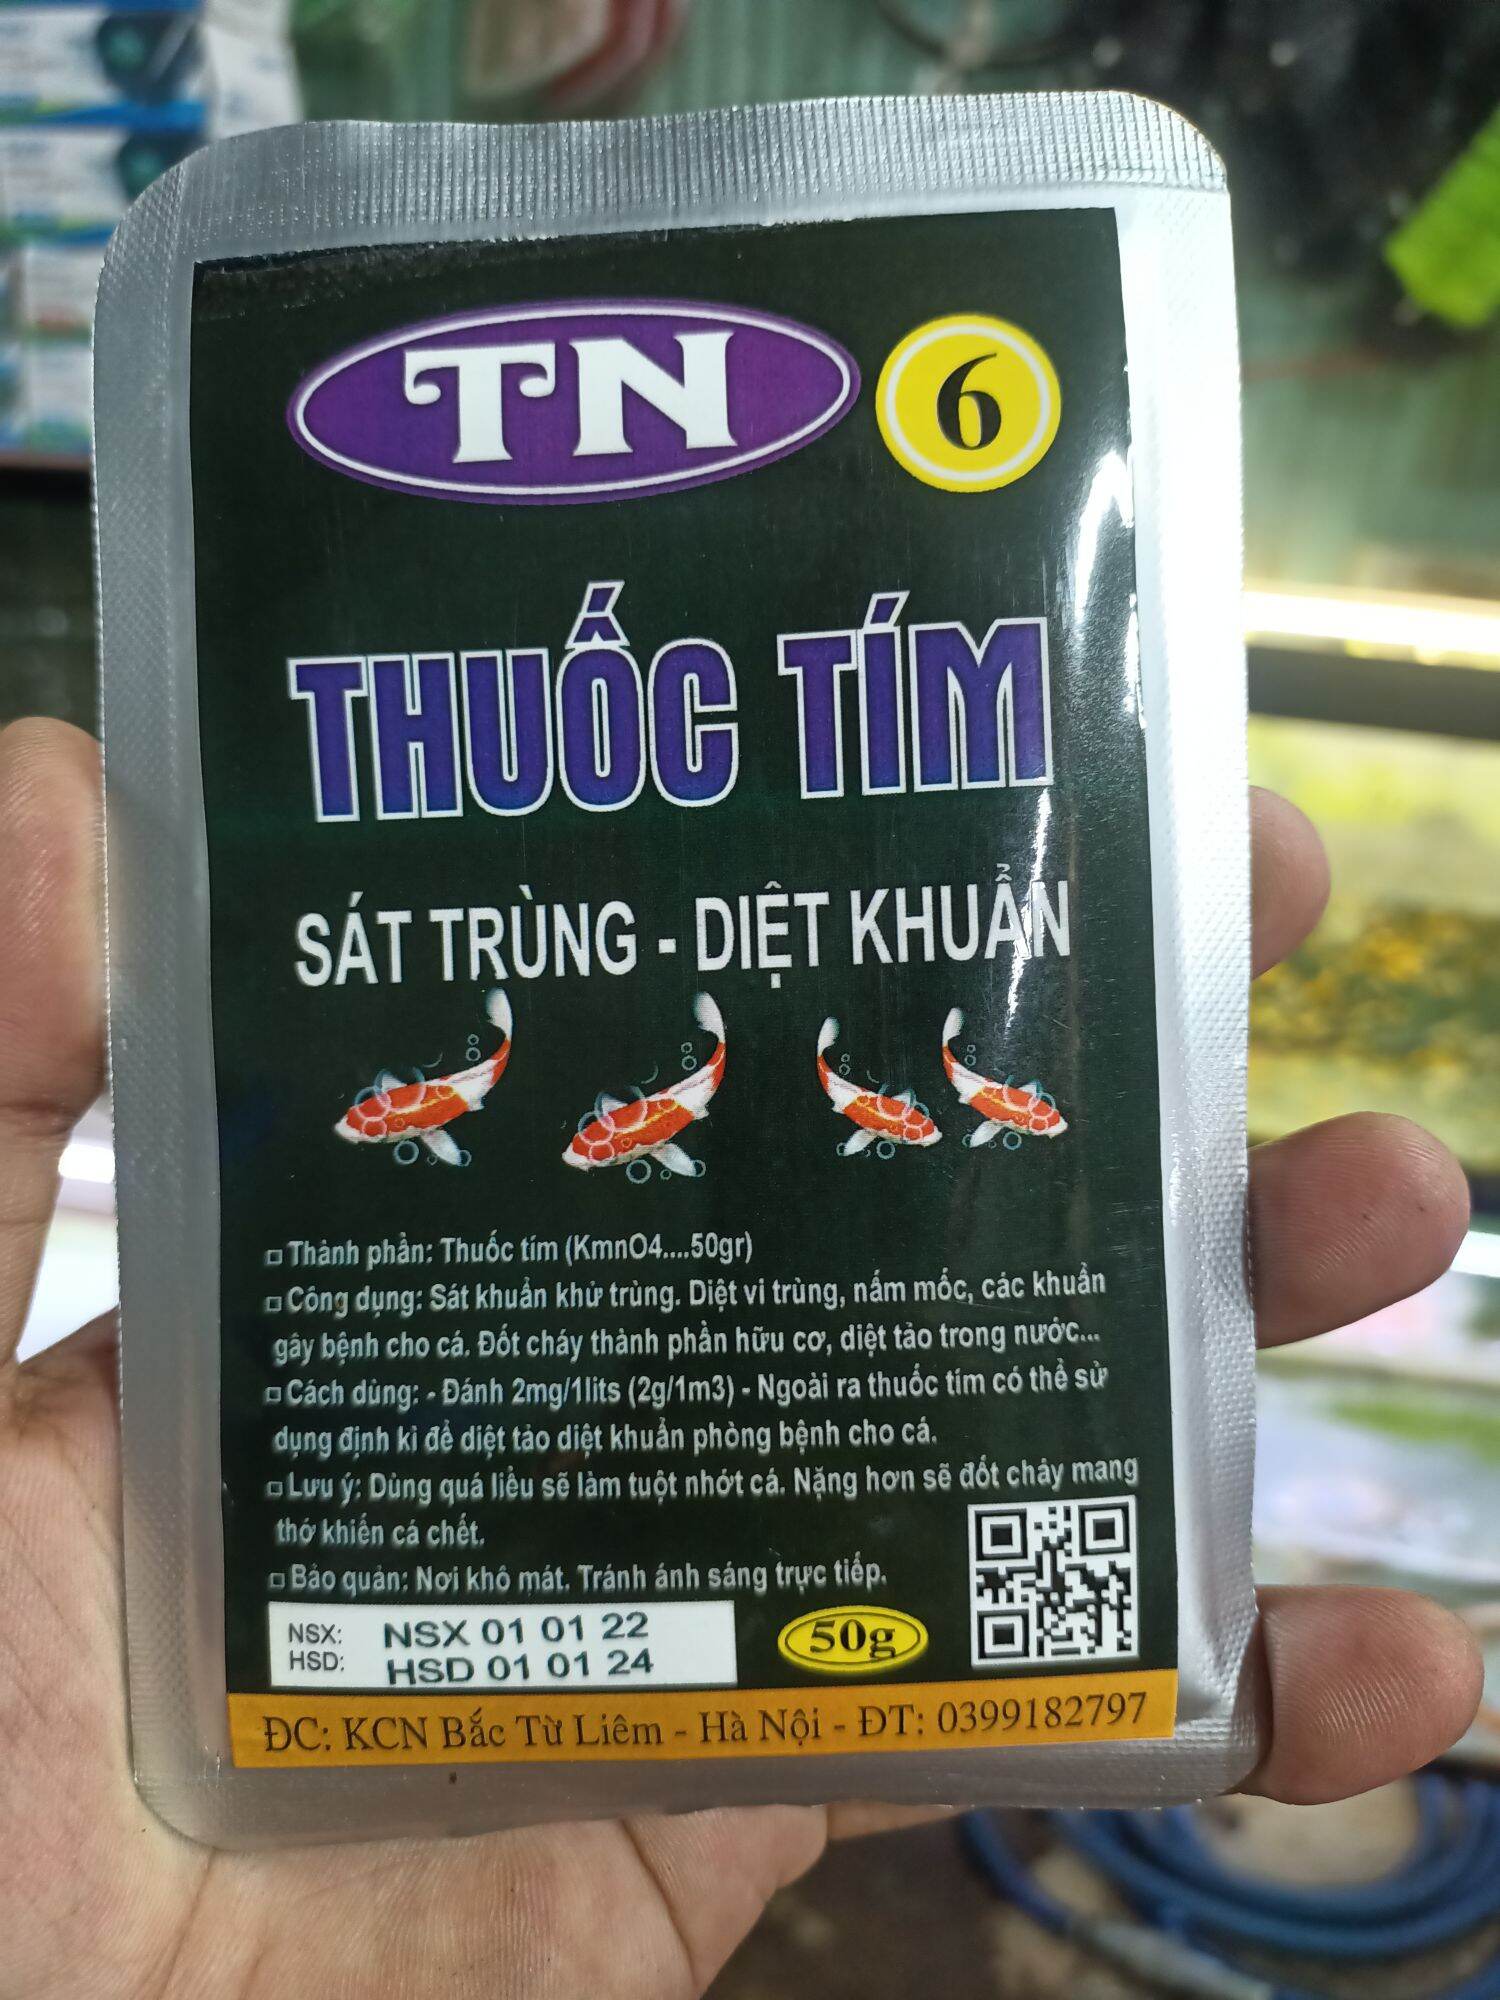 TN 6
THUỐC TÍM
SÁT TRÙNG - DIỆT KHUẨN
Thành phần: Thuốc tím (KmnO4....50gr)
Công dụng: Sát khuẩn khử trùng. Diệt vi trùng, nấm mốc, các khuẩn
gây bệnh cho cá. Đốt cháy thành phần hữu cơ, diệt tảo trong nước...
Cách dùng: - Đánh 2mg/1lits (2g/1m3) - Ngoài ra thuốc tím có thể sử
dụng định kì để diệt tảo diệt khuẩn phòng bệnh cho cá.
Lưu ý: Dùng quá liều sẽ làm tuột nhớt cá. Nặng hơn sẽ đốt cháy mang
thớ khiến cá chết.
Bảo quản: Nơi khô mát. Tránh ánh sáng trực tiếp.
NSX: NSX 01 01 22
HSD: HSD 01 01 24
50g
ĐC: KCN Bắc Từ Liêm - Hà Nội - ĐT: 0399182797